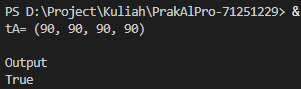 PS D:\Project\Kuliah\PrakAlPro-71251229> &
tA= (90, 90, 90, 90)
Output
True